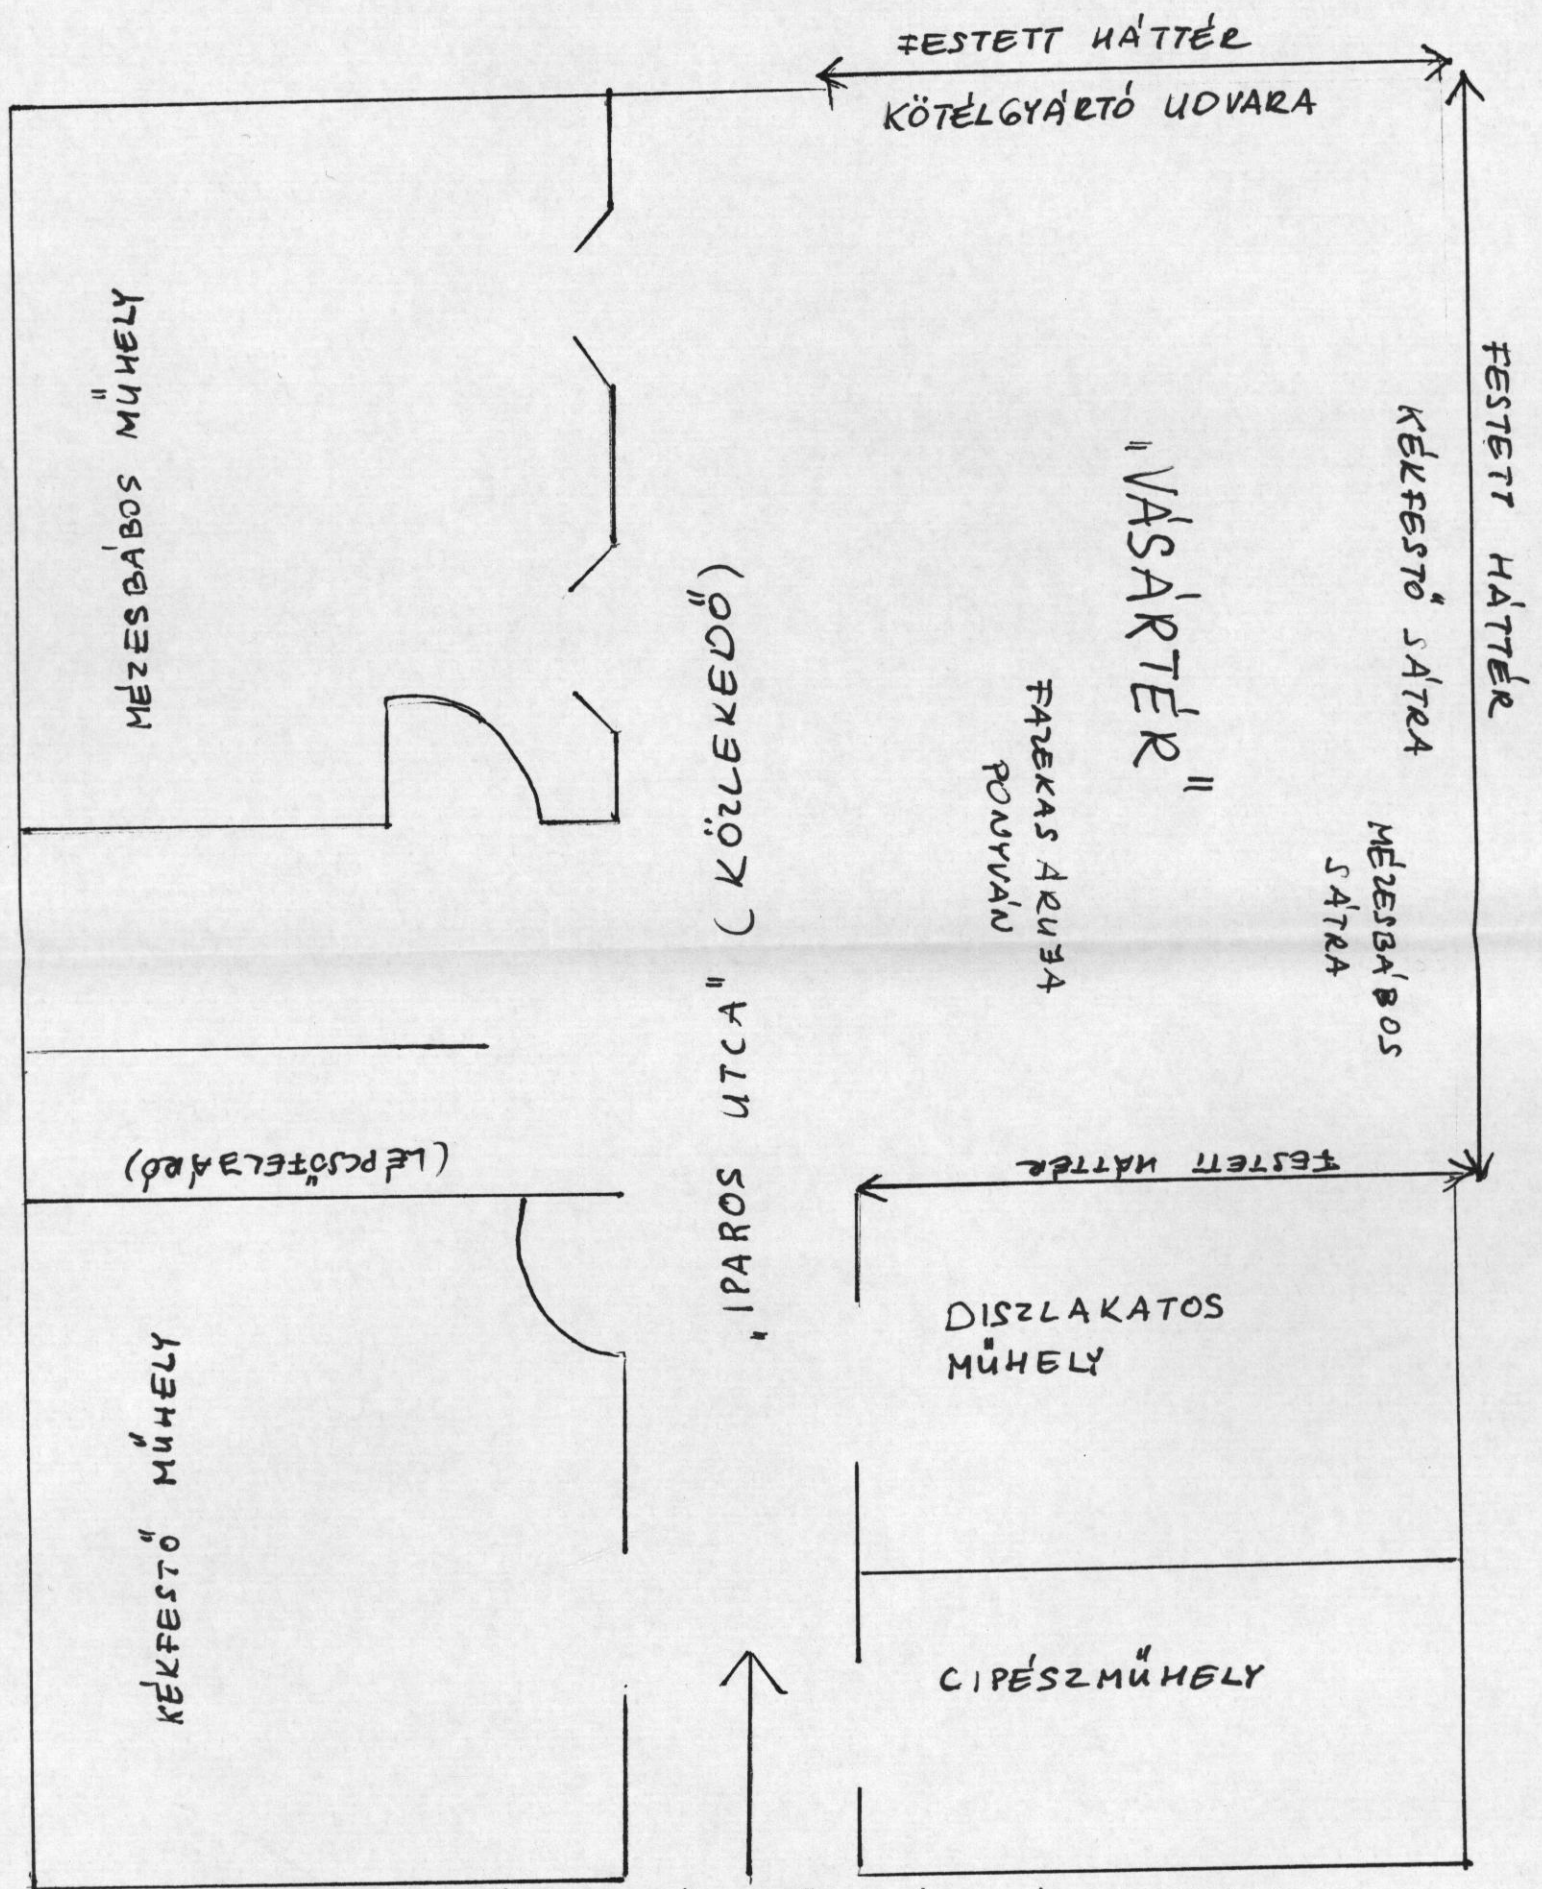 FESTETT HÁTTÉR
KÖTÉLGYÁRTÓ UDVARA
FESTETT HÁTTÉR
MÉZESBÁBOS MŰHELY
KÉKFESTŐ SÁTRA
„VÁSÁRTÉR"
FAZEKAS ÁRUJA
PONYVÁN
MÉZESBÁBOS
SÁTRA
„IPAROS UTCA" (KÖZLEKEDŐ)
(LÉPCSŐFELJÁRÓ)
FESTETT HÁTTÉR
DISZLAKATOS
MŰHELY
KÉKFESTŐ MŰHELY
CIPÉSZMŰHELY